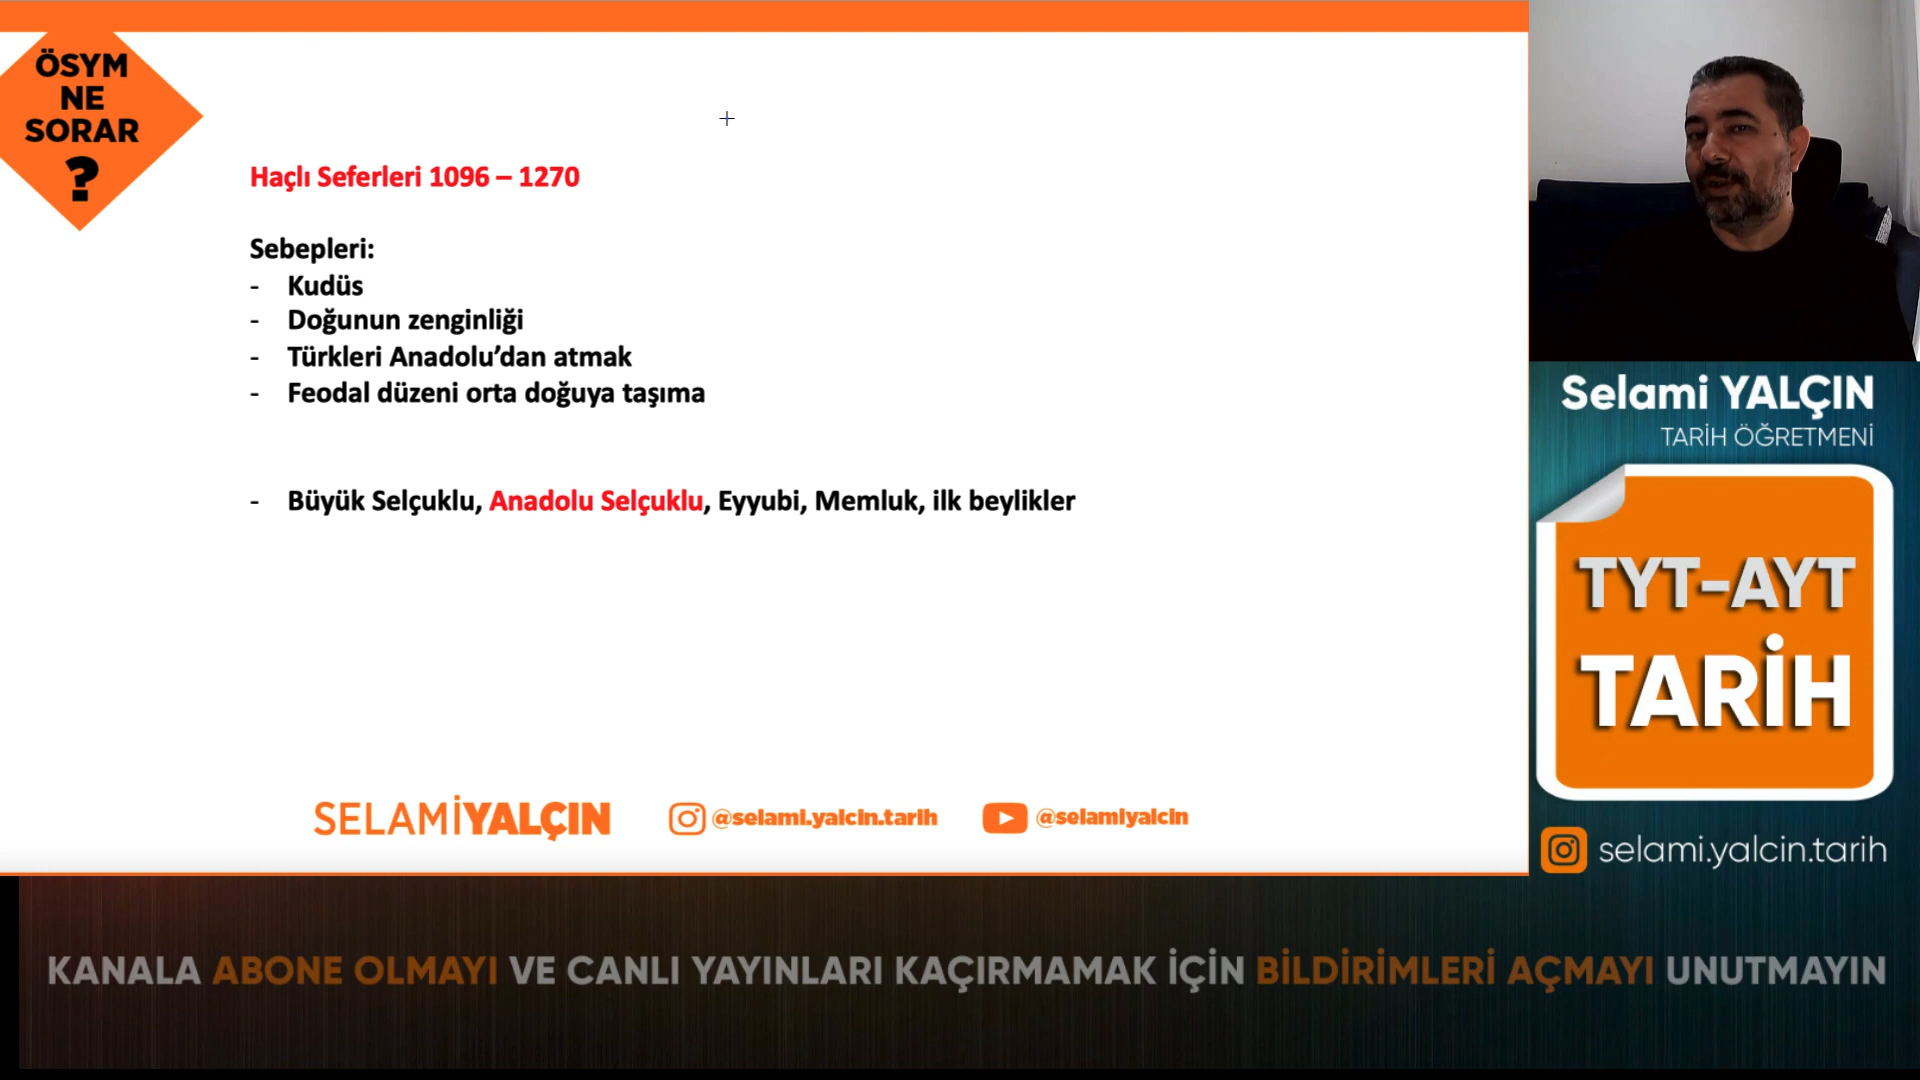 ÖSYM
NE
SORAR
?
Haçlı Seferleri 1096 – 1270
Sebepleri:
- Kudüs
- Doğunun zenginliği
- Türkleri Anadolu’dan atmak
- Feodal düzeni orta doğuya taşıma
- Büyük Selçuklu, Anadolu Selçuklu, Eyyubi, Memluk, ilk beylikler
SELAMİYALÇIN @selami.yalcin.tarih @selamiyalcin
Selami YALÇIN
TARİH ÖĞRETMENİ
TYT-AYT
TARİH
selami.yalcin.tarih
KANALA ABONE OLMAYI VE CANLI YAYINLARI KAÇIRMAMAK İÇİN BİLDİRİMLERİ AÇMAYI UNUTMAYIN